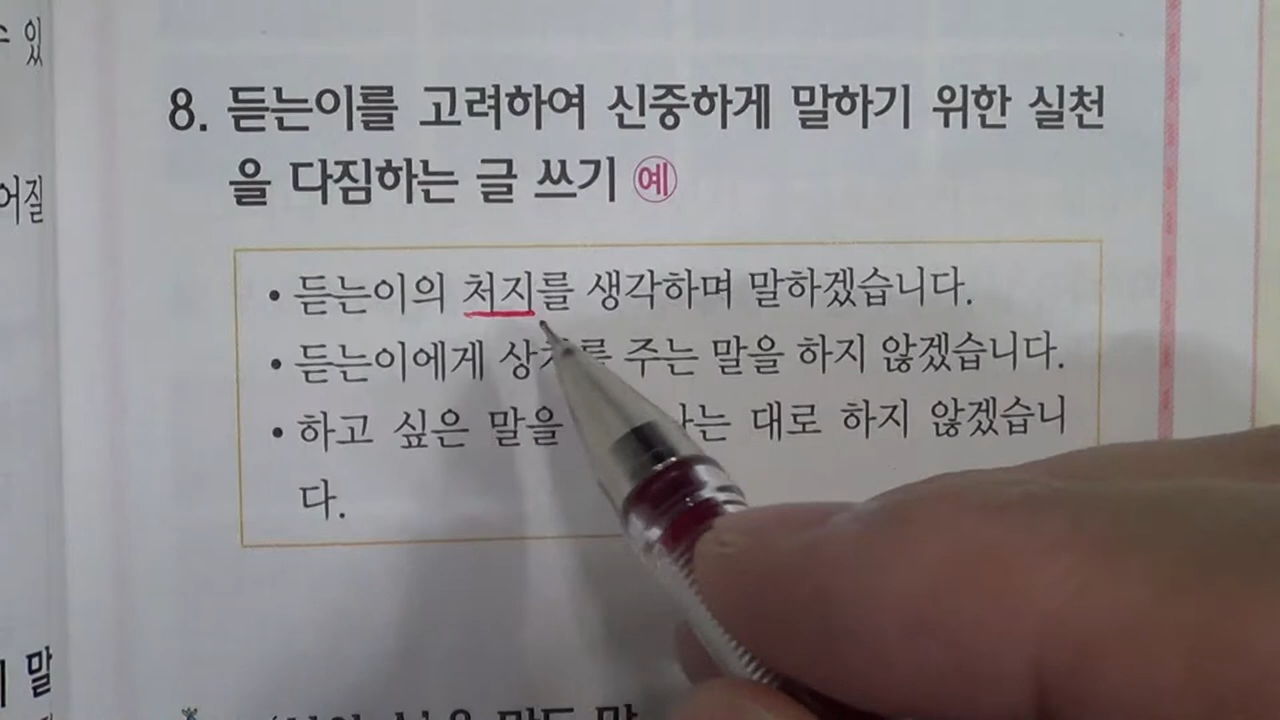 있
8. 듣는이를 고려하여 신중하게 말하기 위한 실천
어질
을 다짐하는 글 쓰기 예
• 듣는이의 처지를 생각하며 말하겠습니다.
• 듣는이에게 주는 말을 하지 않겠습니다.
• 하고 싶은 말을 대로 하지 않겠습니
다.
말